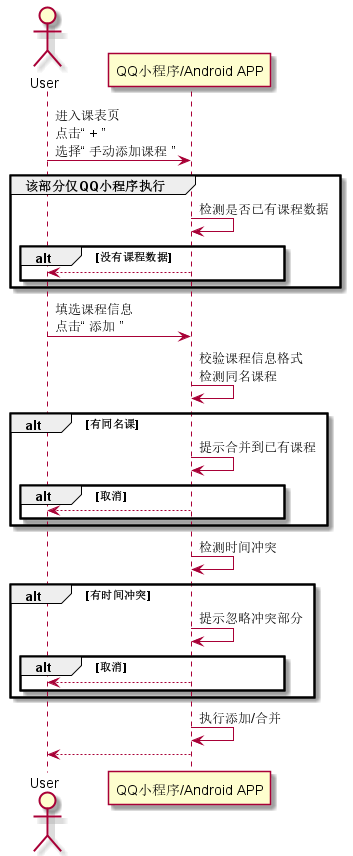 User
QQ小程序/Android APP
进入课表页
点击“ + ”
选择“ 手动添加课程 ”
该部分仅QQ小程序执行
检测是否已有课程数据
alt [没有课程数据]
填选课程信息
点击“ 添加 ”
校验课程信息格式
检测同名课程
alt [有同名课]
提示合并到已有课程
alt [取消]
检测时间冲突
alt [有时间冲突]
提示忽略冲突部分
alt [取消]
执行添加/合并
User
QQ小程序/Android APP